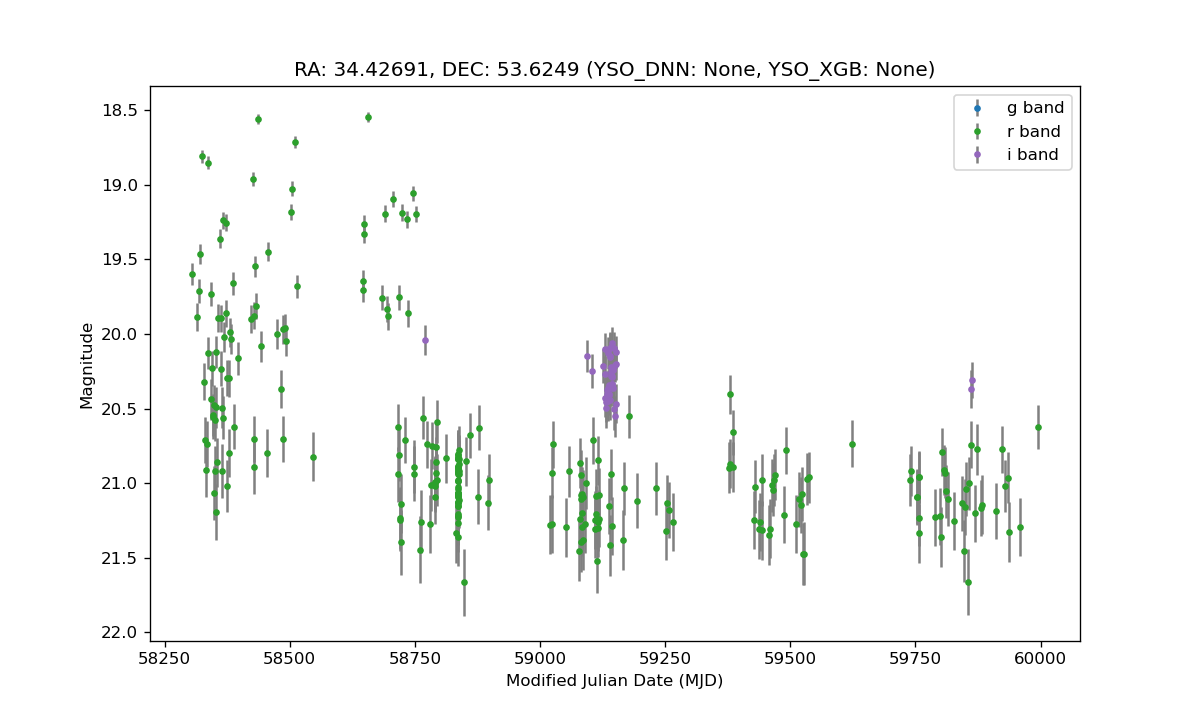 RA: 34.42691, DEC: 53.6249 (YSO_DNN: None, YSO_XGB: None)
g band
r band
i band
18.5
19.0
19.5
20.0
20.5
21.0
21.5
22.0
Magnitude
58250 58500 58750 59000 59250 59500 59750 60000
Modified Julian Date (MJD)